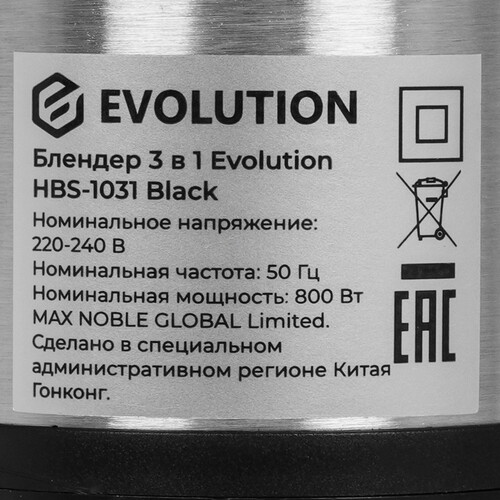 EVOLUTION
Блендер 3 в 1 Evolution
HBS-1031 Black
Номинальное напряжение:
220-240 В
Номинальная частота: 50 Гц
Номинальная мощность: 800 Вт
MAX NOBLE GLOBAL Limited.
Сделано в специальном
административном регионе Китая
Гонконг.
EAC